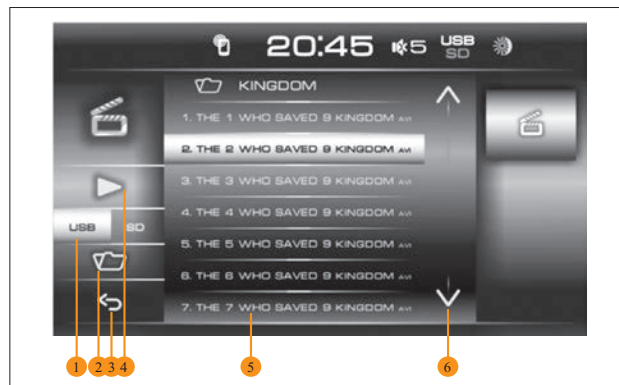 20:45 5 USB SD
KINGDOM
1. THE 1 WHO SAVED 9 KINGDOM AVI
2. THE 2 WHO SAVED 9 KINGDOM AVI
3. THE 3 WHO SAVED 9 KINGDOM AVI
4. THE 4 WHO SAVED 9 KINGDOM AVI
USB SD
5. THE 5 WHO SAVED 9 KINGDOM AVI
6. THE 6 WHO SAVED 9 KINGDOM AVI
7. THE 7 WHO SAVED 9 KINGDOM AVI
1 2 3 4 5 6